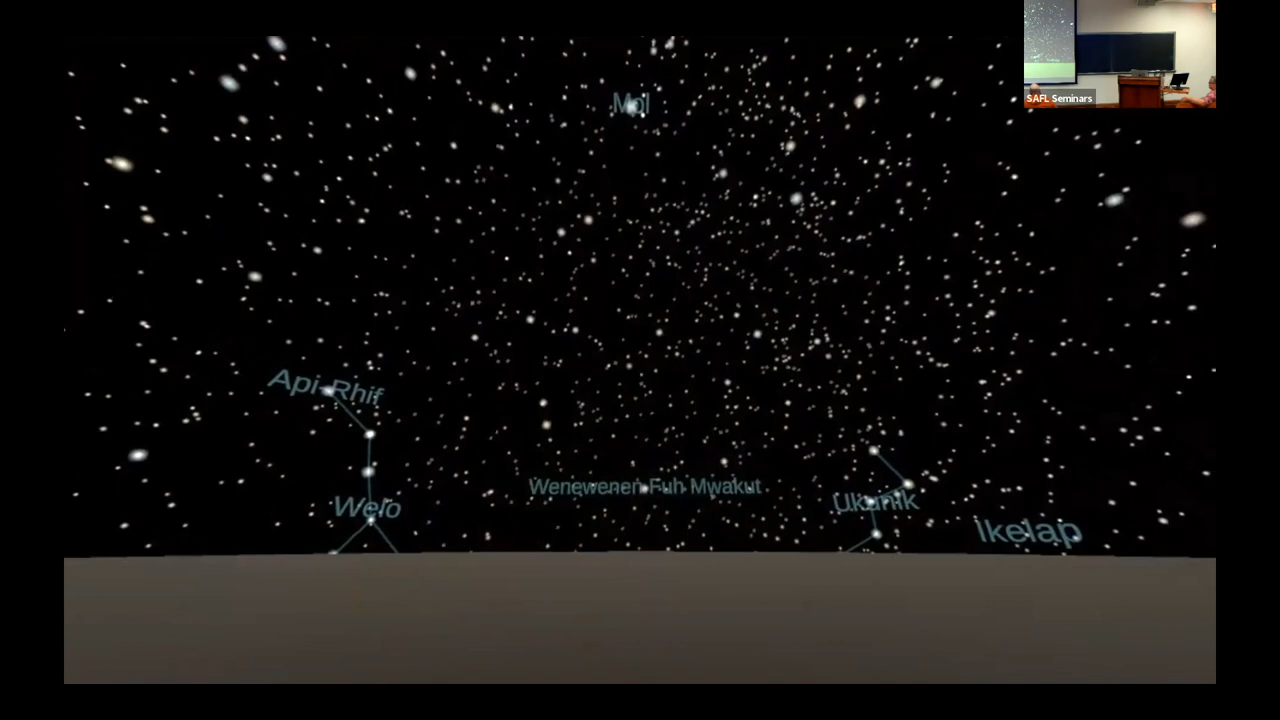 SAFL Seminars
Mol
Api-Rhif
Wenewenen Fuh Mwakut
Welo
Ukunik
Ikelap